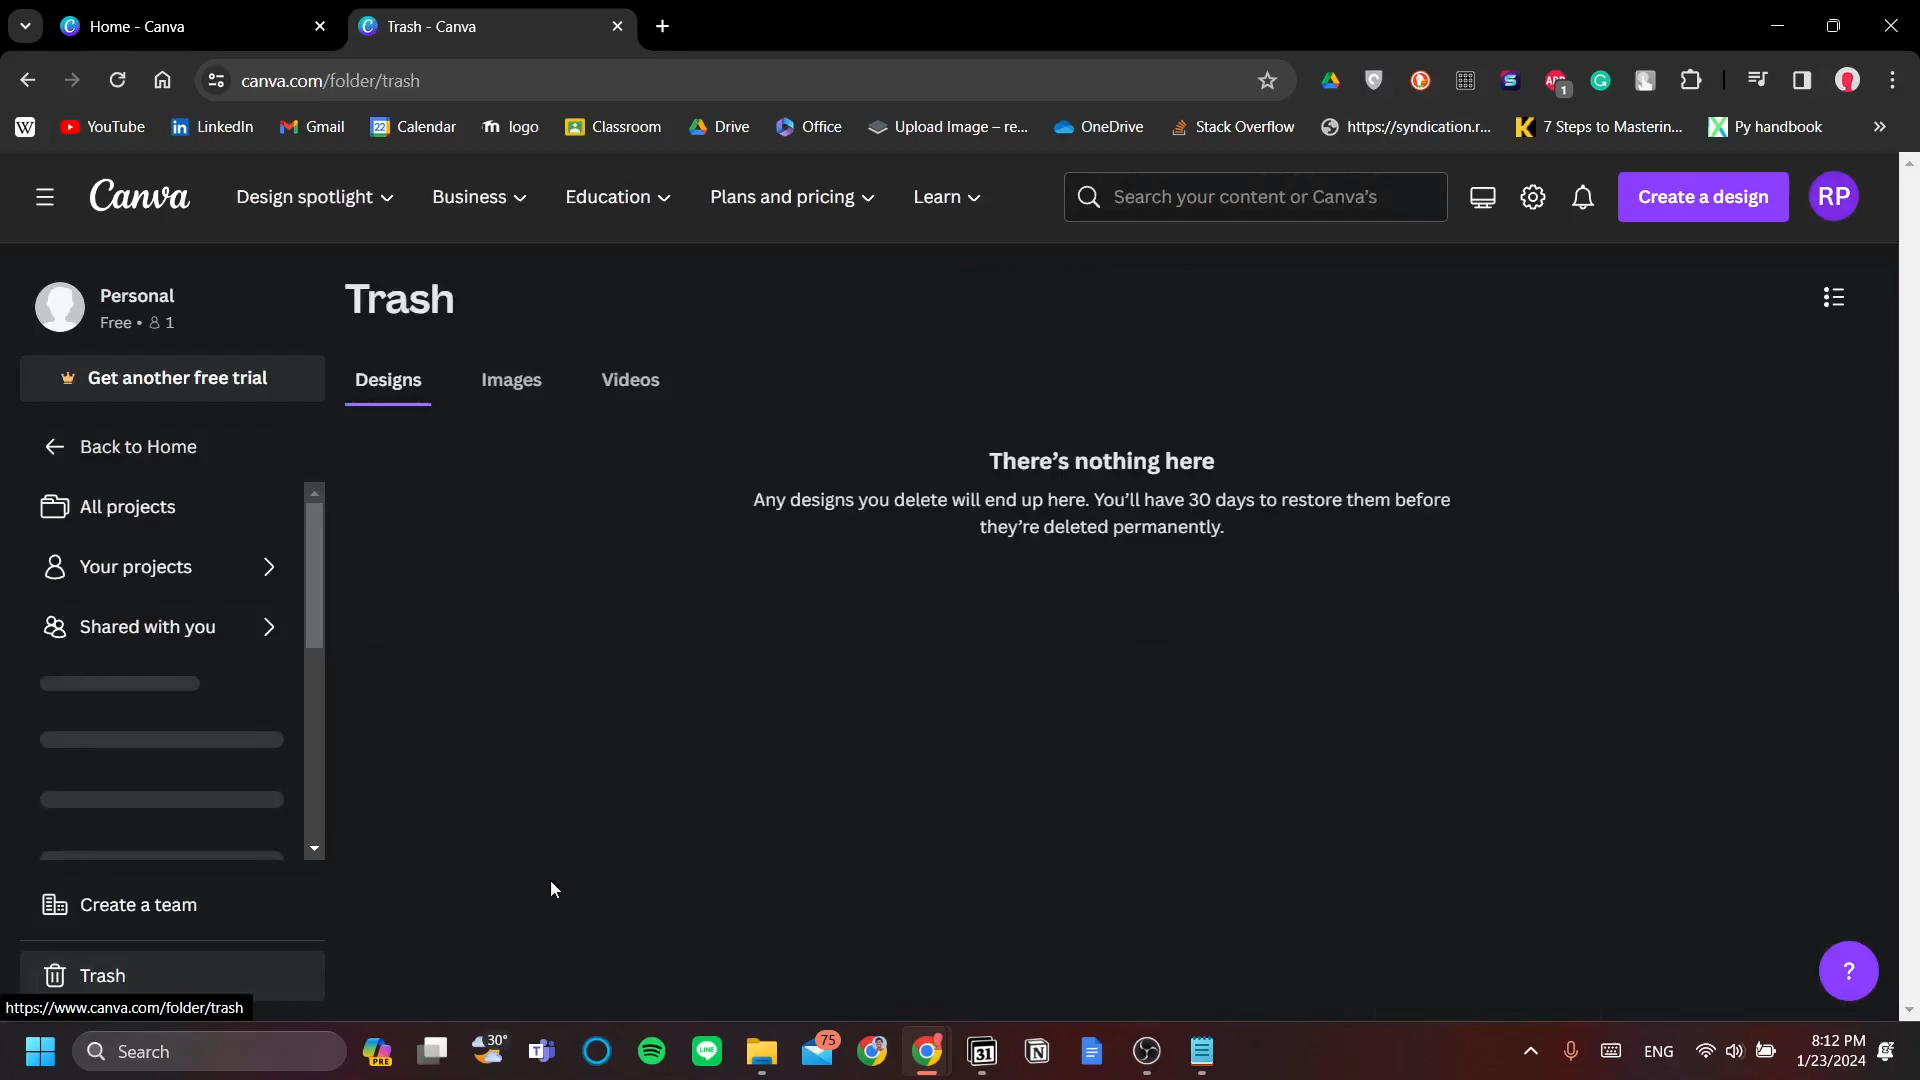 Home - Canva
Trash - Canva
canva.com/folder/trash
1
YouTube
LinkedIn
Gmail
22
Calendar
logo
Classroom
Drive
Office
Upload Image – re...
OneDrive
Stack Overflow
https://syndication.r...
7 Steps to Masterin...
Py handbook
Canva
Design spotlight
Business
Education
Plans and pricing
Learn
Search your content or Canva's
Create a design
RP
Personal
Free • 1
Get another free trial
Back to Home
All projects
Your projects
Shared with you
Create a team
Trash
https://www.canva.com/folder/trash
Trash
Designs
Images
Videos
There's nothing here
Any designs you delete will end up here. You'll have 30 days to restore them before
they're deleted permanently.
?
Search
PRE
30°
LINE
75
31
ENG
8:12 PM
1/23/2024